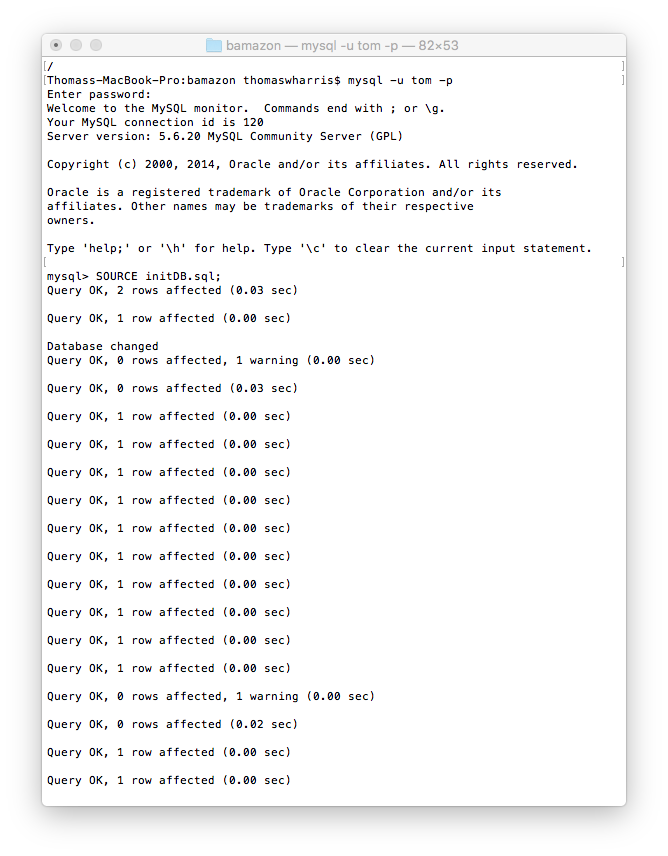 bamazon — mysql -u tom -p — 82×53
/
Thomass-MacBook-Pro:bamazon thomaswharris$ mysql -u tom -p
Enter password:
Welcome to the MySQL monitor.  Commands end with ; or \g.
Your MySQL connection id is 120
Server version: 5.6.20 MySQL Community Server (GPL)
Copyright (c) 2000, 2014, Oracle and/or its affiliates. All rights reserved.
Oracle is a registered trademark of Oracle Corporation and/or its
affiliates. Other names may be trademarks of their respective
owners.
Type 'help;' or '\h' for help. Type '\c' to clear the current input statement.
mysql> SOURCE initDB.sql;
Query OK, 2 rows affected (0.03 sec)
Query OK, 1 row affected (0.00 sec)
Database changed
Query OK, 0 rows affected, 1 warning (0.00 sec)
Query OK, 0 rows affected (0.03 sec)
Query OK, 1 row affected (0.00 sec)
Query OK, 1 row affected (0.00 sec)
Query OK, 1 row affected (0.00 sec)
Query OK, 1 row affected (0.00 sec)
Query OK, 1 row affected (0.00 sec)
Query OK, 1 row affected (0.00 sec)
Query OK, 1 row affected (0.00 sec)
Query OK, 1 row affected (0.00 sec)
Query OK, 1 row affected (0.00 sec)
Query OK, 1 row affected (0.00 sec)
Query OK, 0 rows affected, 1 warning (0.00 sec)
Query OK, 0 rows affected (0.02 sec)
Query OK, 1 row affected (0.00 sec)
Query OK, 1 row affected (0.00 sec)